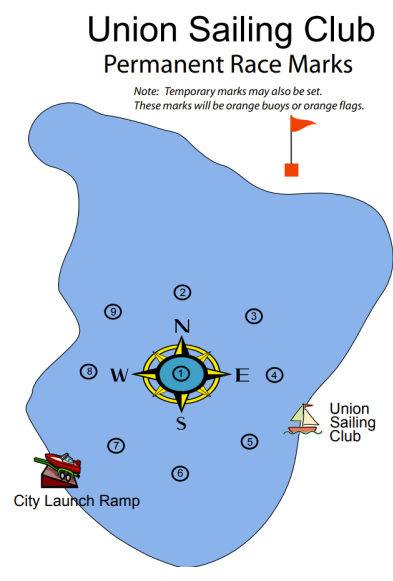 Union Sailing Club
Permanent Race Marks
Note: Temporary marks may also be set.
These marks will be orange buoys or orange flags.
2
9
3
N
8
W
1
E
4
S
7
5
6
Union
Sailing
Club
City Launch Ramp